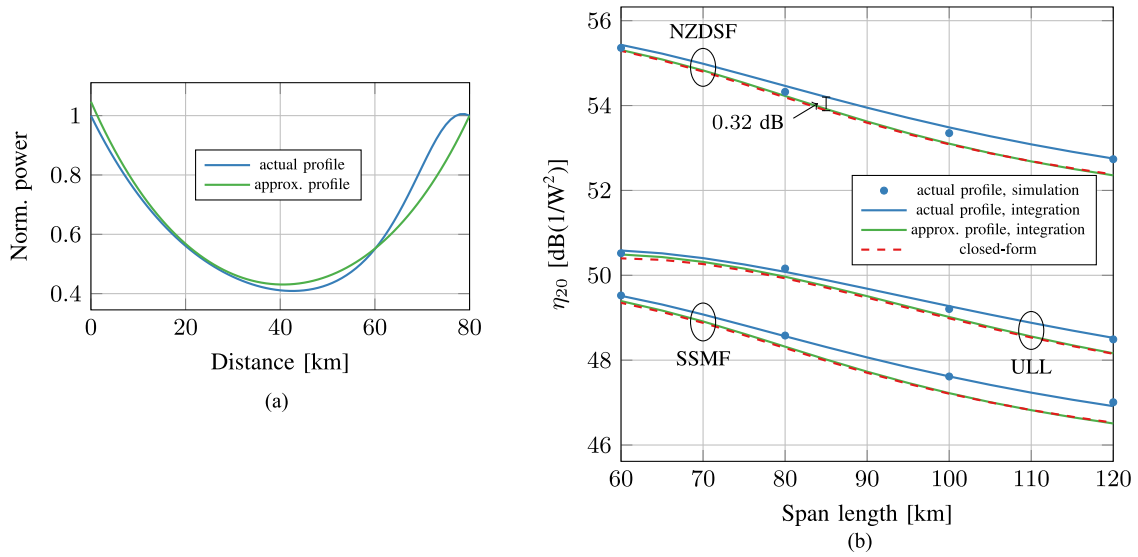 1
0.8
0.6
0.4
0
20
40
60
80
Norm. power
Distance [km]
actual profile
approx. profile
(a)
56
54
52
50
48
46
60
70
80
90
100
110
120
η20 [dB(1/W²)]
Span length [km]
NZDSF
0.32 dB
actual profile, simulation
actual profile, integration
approx. profile, integration
closed-form
SSMF
ULL
(b)